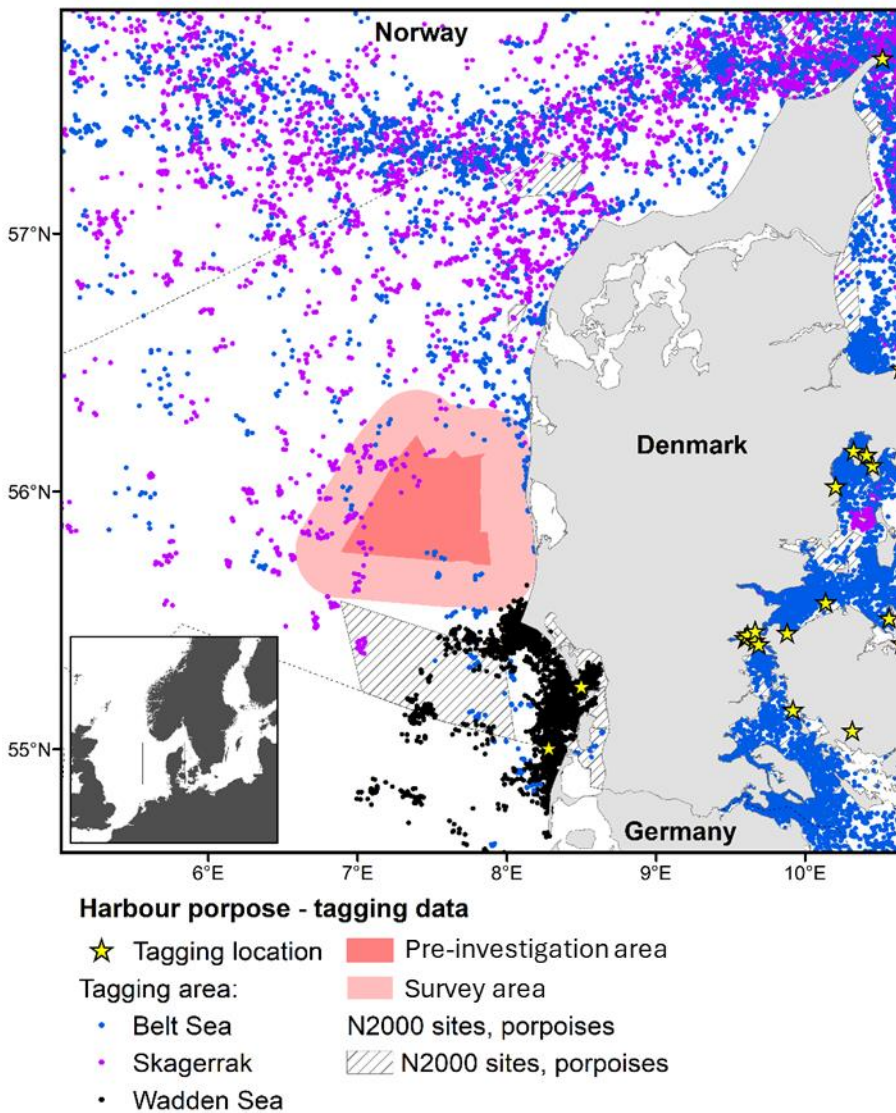 Norway
57°N
Denmark
56°N
55°N
Germany
6°E
7°E
8°E
9°E
10°E
Harbour porpose - tagging data
Tagging location
Pre-investigation area
Tagging area:
Survey area
Belt Sea
N2000 sites, porpoises
Skagerrak
N2000 sites, porpoises
Wadden Sea